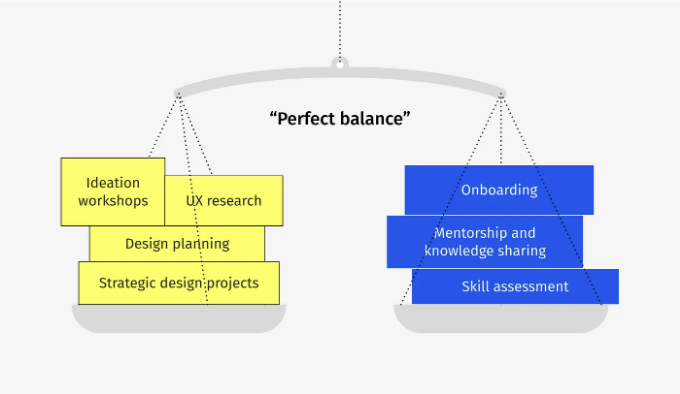 “Perfect balance”
Ideation
workshops
UX research
Design planning
Strategic design projects
Onboarding
Mentorship and
knowledge sharing
Skill assessment